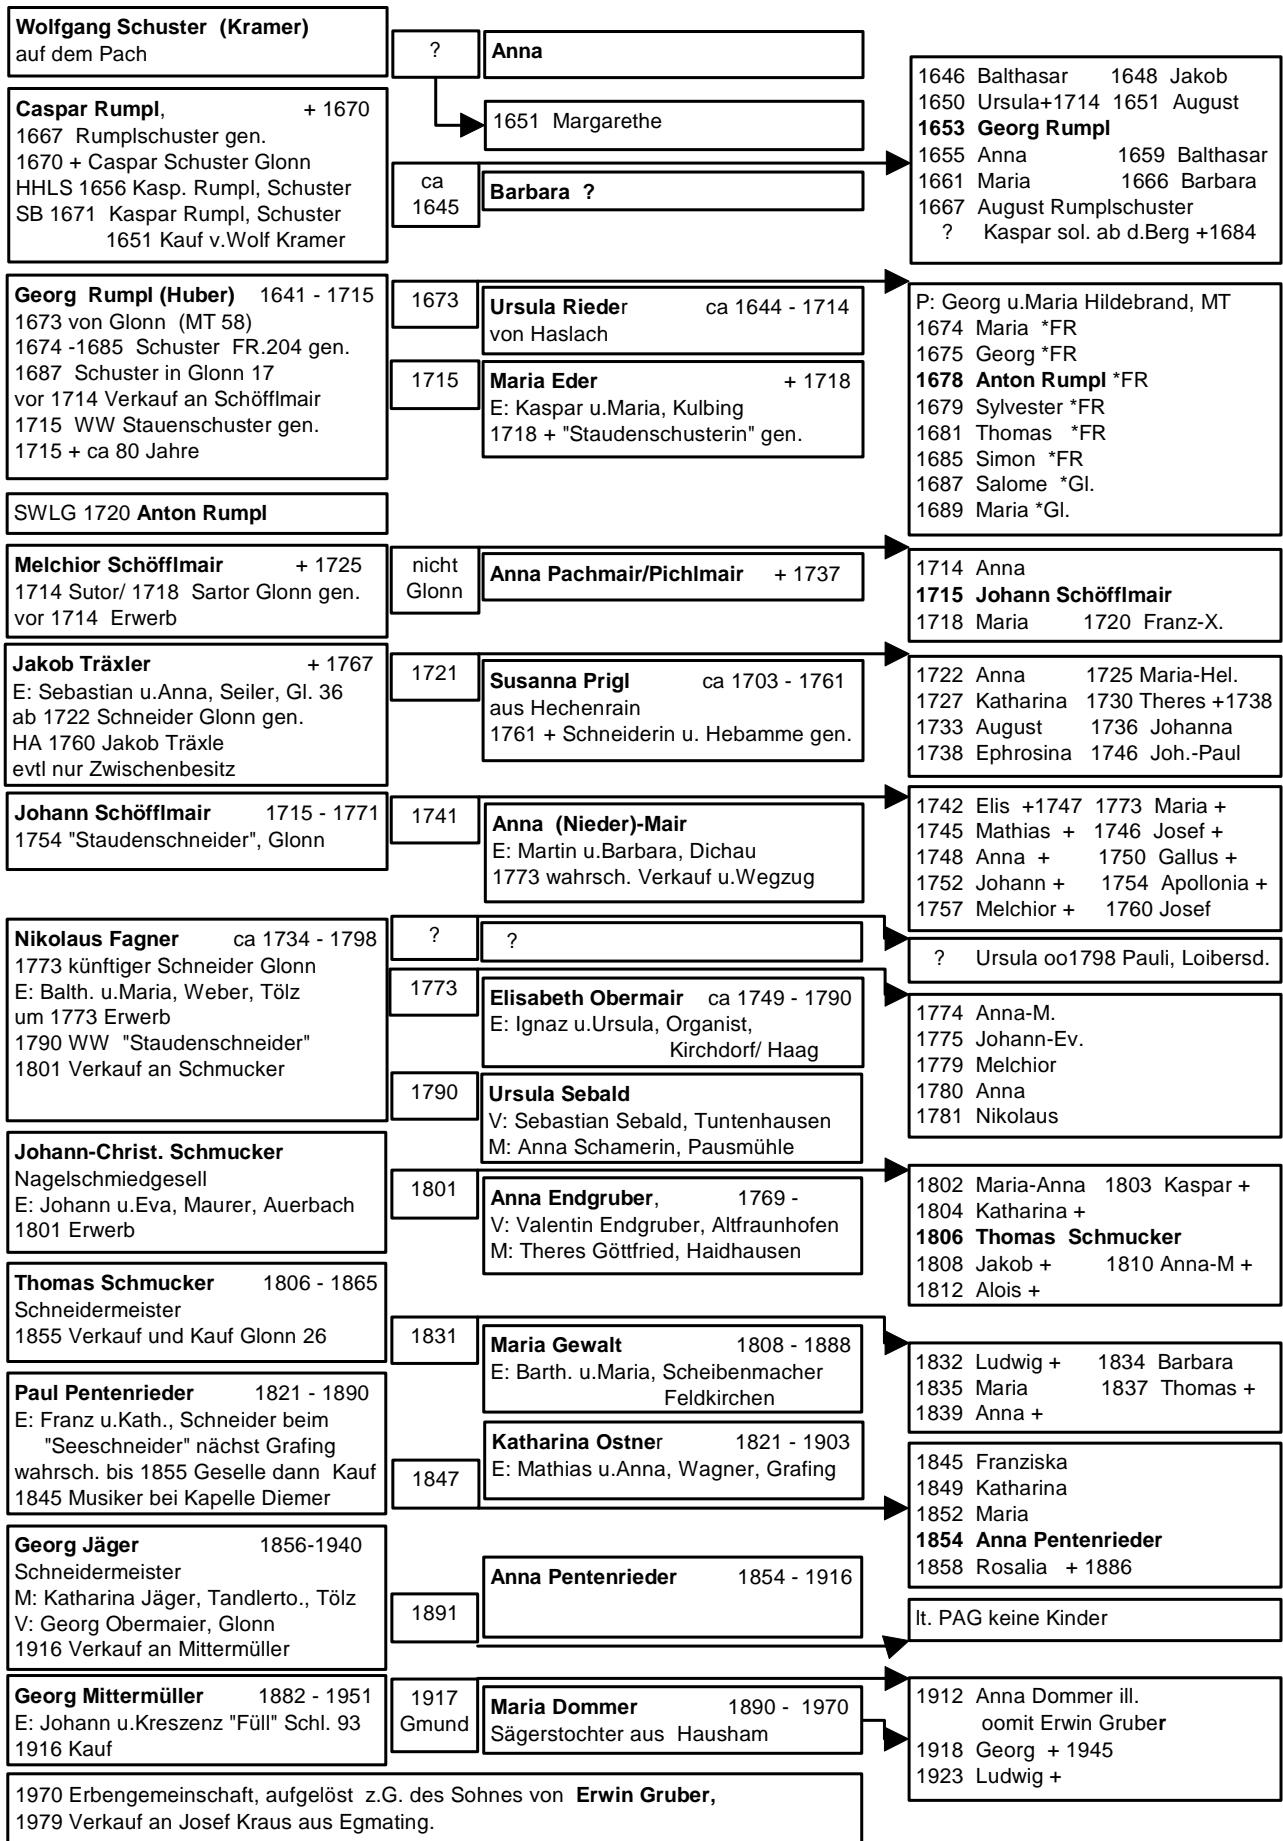 Wolfgang Schuster (Kramer)
auf dem Pach
?
Anna
1651 Margarethe
Caspar Rumpl, + 1670
1667 Rumplschuster gen.
1670 + Caspar Schuster Glonn
HHLS 1656 Kasp. Rumpl, Schuster
SB 1671 Kaspar Rumpl, Schuster
1651 Kauf v.Wolf Kramer
ca
1645
Barbara ?
1646 Balthasar 1648 Jakob
1650 Ursula+1714 1651 August
1653 Georg Rumpl
1655 Anna 1659 Balthasar
1661 Maria 1666 Barbara
1667 August Rumplschuster
? Kaspar sol. ab d.Berg +1684
Georg Rumpl (Huber) 1641 - 1715
1673 von Glonn (MT 58)
1674 -1685 Schuster FR.204 gen.
1687 Schuster in Glonn 17
vor 1714 Verkauf an Schöfflmair
1715 WW Stauenschuster gen.
1715 + ca 80 Jahre
1673
Ursula Rieder ca 1644 - 1714
von Haslach
1715
Maria Eder + 1718
E: Kaspar u.Maria, Kulbing
1718 + "Staudenschusterin" gen.
P: Georg u.Maria Hildebrand, MT
1674 Maria *FR
1675 Georg *FR
1678 Anton Rumpl *FR
1679 Sylvester *FR
1681 Thomas *FR
1685 Simon *FR
1687 Salome *Gl.
1689 Maria *Gl.
SWLG 1720 Anton Rumpl
Melchior Schöfflmair + 1725
1714 Sutor/ 1718 Sartor Glonn gen.
vor 1714 Erwerb
nicht
Glonn
Anna Pachmair/Pichlmair + 1737
1714 Anna
1715 Johann Schöfflmair
1718 Maria 1720 Franz-X.
Jakob Träxler + 1767
E: Sebastian u.Anna, Seiler, Gl. 36
ab 1722 Schneider Glonn gen.
HA 1760 Jakob Träxle
evtl nur Zwischenbesitz
1721
Susanna Prigl ca 1703 - 1761
aus Hechenrain
1761 + Schneiderin u. Hebamme gen.
1722 Anna 1725 Maria-Hel.
1727 Katharina 1730 Theres +1738
1733 August 1736 Johanna
1738 Ephrosina 1746 Joh.-Paul
Johann Schöfflmair 1715 - 1771
1754 "Staudenschneider", Glonn
1741
Anna (Nieder)-Mair
E: Martin u.Barbara, Dichau
1773 wahrsch. Verkauf u.Wegzug
1742 Elis +1747 1773 Maria +
1745 Mathias + 1746 Josef +
1748 Anna + 1750 Gallus +
1752 Johann + 1754 Apollonia +
1757 Melchior + 1760 Josef
Nikolaus Fagner ca 1734 - 1798
1773 künftiger Schneider Glonn
E: Balth. u.Maria, Weber, Tölz
um 1773 Erwerb
1790 WW "Staudenschneider"
1801 Verkauf an Schmucker
?
?
? Ursula oo1798 Pauli, Loibersd.
1773
Elisabeth Obermair ca 1749 - 1790
E: Ignaz u.Ursula, Organist,
Kirchdorf/ Haag
1774 Anna-M.
1775 Johann-Ev.
1779 Melchior
1780 Anna
1781 Nikolaus
1790
Ursula Sebald
V: Sebastian Sebald, Tuntenhausen
M: Anna Schamerin, Pausmühle
Johann-Christ. Schmucker
Nagelschmiedgesell
E: Johann u.Eva, Maurer, Auerbach
1801 Erwerb
1801
Anna Endgruber, 1769 -
V: Valentin Endgruber, Altfraunhofen
M: Theres Göttfried, Haidhausen
1802 Maria-Anna 1803 Kaspar +
1804 Katharina +
1806 Thomas Schmucker
1808 Jakob + 1810 Anna-M +
1812 Alois +
Thomas Schmucker 1806 - 1865
Schneidermeister
1855 Verkauf und Kauf Glonn 26
1831
Maria Gewalt 1808 - 1888
E: Barth. u.Maria, Scheibenmacher
Feldkirchen
1832 Ludwig + 1834 Barbara
1835 Maria 1837 Thomas +
1839 Anna +
Paul Pentenrieder 1821 - 1890
E: Franz u.Kath., Schneider beim
"Seeschneider" nächst Grafing
wahrsch. bis 1855 Geselle dann Kauf
1845 Musiker bei Kapelle Diemer
1847
Katharina Ostner 1821 - 1903
E: Mathias u.Anna, Wagner, Grafing
1845 Franziska
1849 Katharina
1852 Maria
1854 Anna Pentenrieder
1858 Rosalia + 1886
Georg Jäger 1856-1940
Schneidermeister
M: Katharina Jäger, Tandlerto., Tölz
V: Georg Obermaier, Glonn
1916 Verkauf an Mittermüller
1891
Anna Pentenrieder 1854 - 1916
lt. PAG keine Kinder
Georg Mittermüller 1882 - 1951
E: Johann u.Kreszenz "Füll" Schl. 93
1916 Kauf
1917
Gmund
Maria Dommer 1890 - 1970
Sägerstochter aus Hausham
1912 Anna Dommer ill.
oomit Erwin Gruber
1918 Georg + 1945
1923 Ludwig +
1970 Erbengemeinschaft, aufgelöst z.G. des Sohnes von Erwin Gruber,
1979 Verkauf an Josef Kraus aus Egmating.